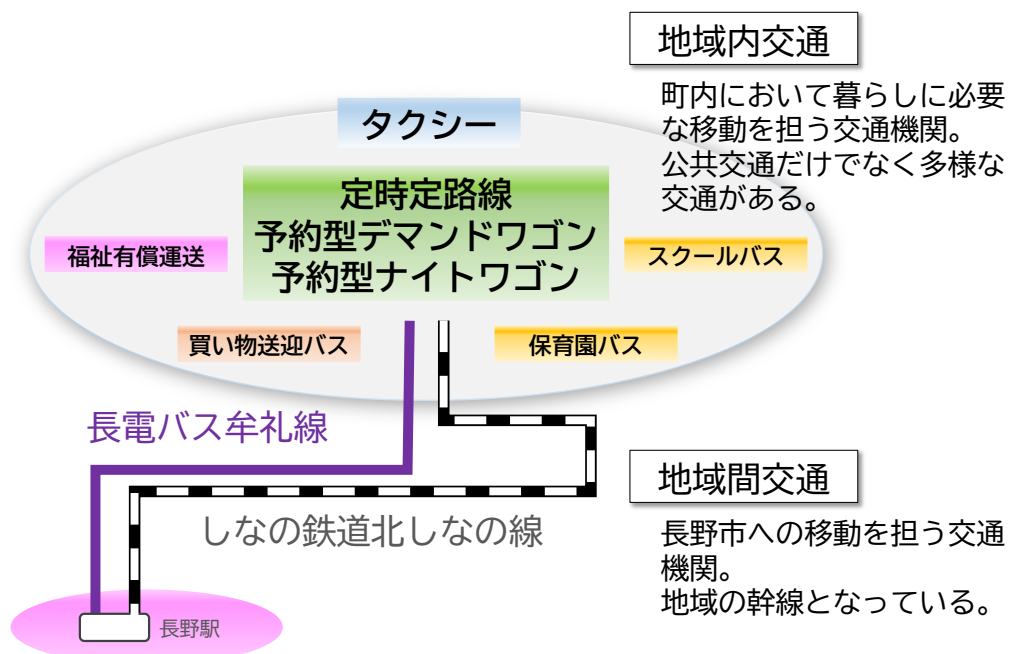 地域内交通
町内において暮らしに必要
な移動を担う交通機関。
公共交通だけでなく多様な
交通がある。
タクシー
定時定路線
予約型デマンドワゴン
予約型ナイトワゴン
福祉有償運送
スクールバス
買い物送迎バス
保育園バス
長電バス牟礼線
しなの鉄道北しなの線
地域間交通
長野市への移動を担う交通
機関。
地域の幹線となっている。
長野駅